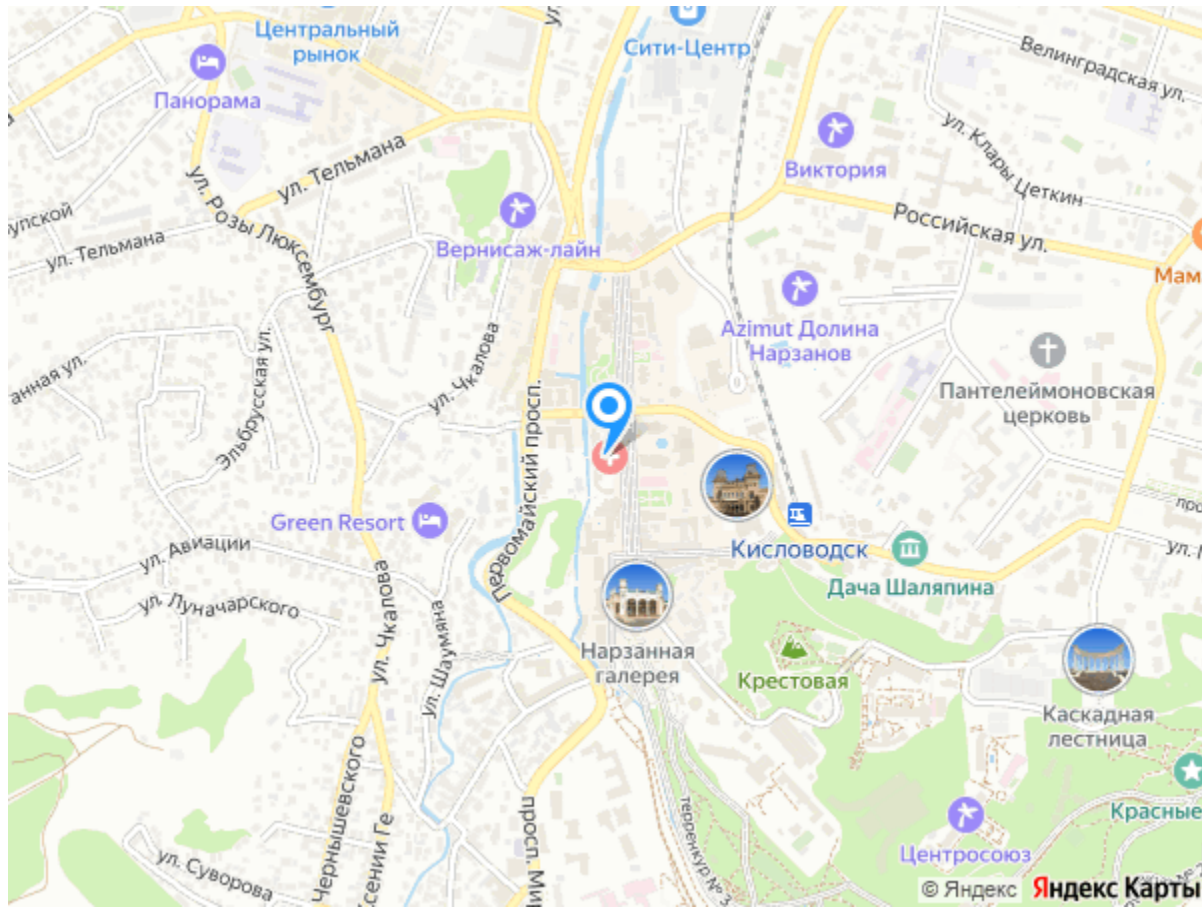 Центральный
рынок
Сити-Центр
Велинградская ул.
Панорама
ул. Тельмана
Виктория
ул. Клары Цеткин
упской
ул. Тельмана
ул. Розы Люксембург
Вернисаж-лайн
Российская ул.
Мам
Azimut Долина
Нарзанов
анная ул.
Эльбрусская ул.
ул. Чкалова
Пантелеймоновская
церковь
Первомайский просп.
Green Resort
ул. Авиации
Кисловодск
Дача Шаляпина
про
ул.
ул. Луначарского
ул. Чкалова
ул. Шаумяна
Нарзанная
галерея
Крестовая
Каскадная
лестница
Чернышевского
Ксении Ге
просп. Ми
терренкур № 3
Красные
Центросоюз
ул. Суворова
© Яндекс Яндекс Карты